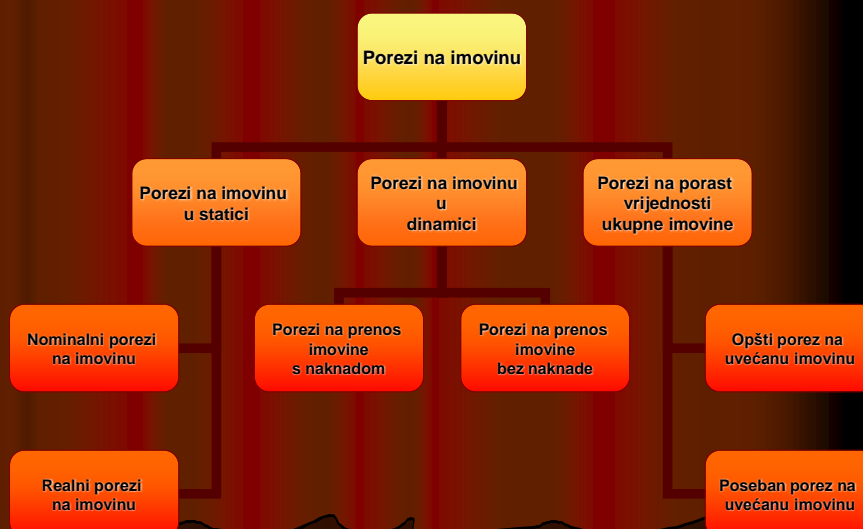 Porezi na imovinu
Porezi na imovinu
u statici
Porezi na imovinu
u
dinamici
Porezi na porast
vrijednosti
ukupne imovine
Nominalni porezi
na imovinu
Porezi na prenos
imovine
s naknadom
Porezi na prenos
imovine
bez naknade
Opšti porez na
uvećanu imovinu
Realni porezi
na imovinu
Poseban porez na
uvećanu imovinu